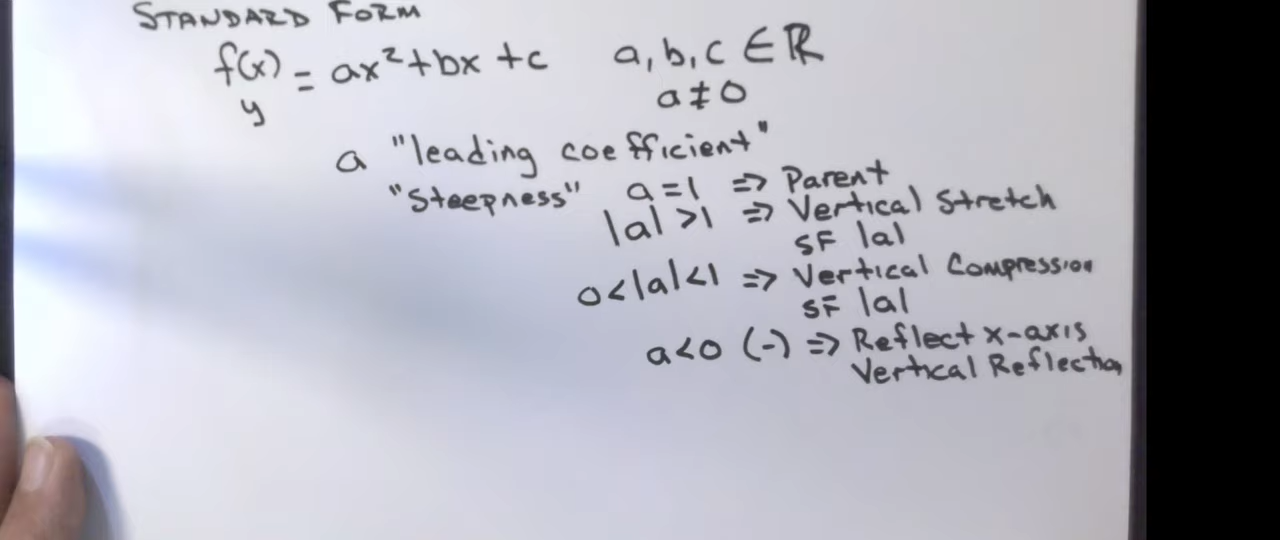 STANDARD FORM
f(x) = ax²+bx+c a, b, c ∈ ℝ
y a ≠ 0
a "leading coefficient"
"Steepness" a=1 => Parent
|a| >1 => Vertical Stretch
SF |a|
0<|a|<1 => Vertical Compression
SF |a|
a<0 (-) => Reflect x-axis
Vertical Reflection